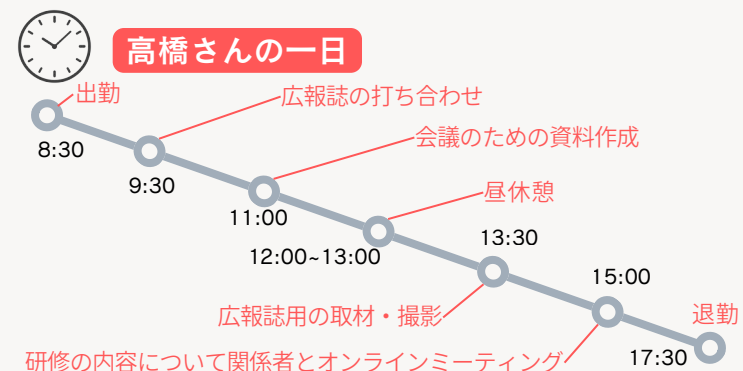 高橋さんの一日
出勤
8:30
広報誌の打ち合わせ
9:30
会議のための資料作成
11:00
昼休憩
12:00~13:00
13:30
広報誌用の取材・撮影
15:00
研修の内容について関係者とオンラインミーティング
退勤
17:30